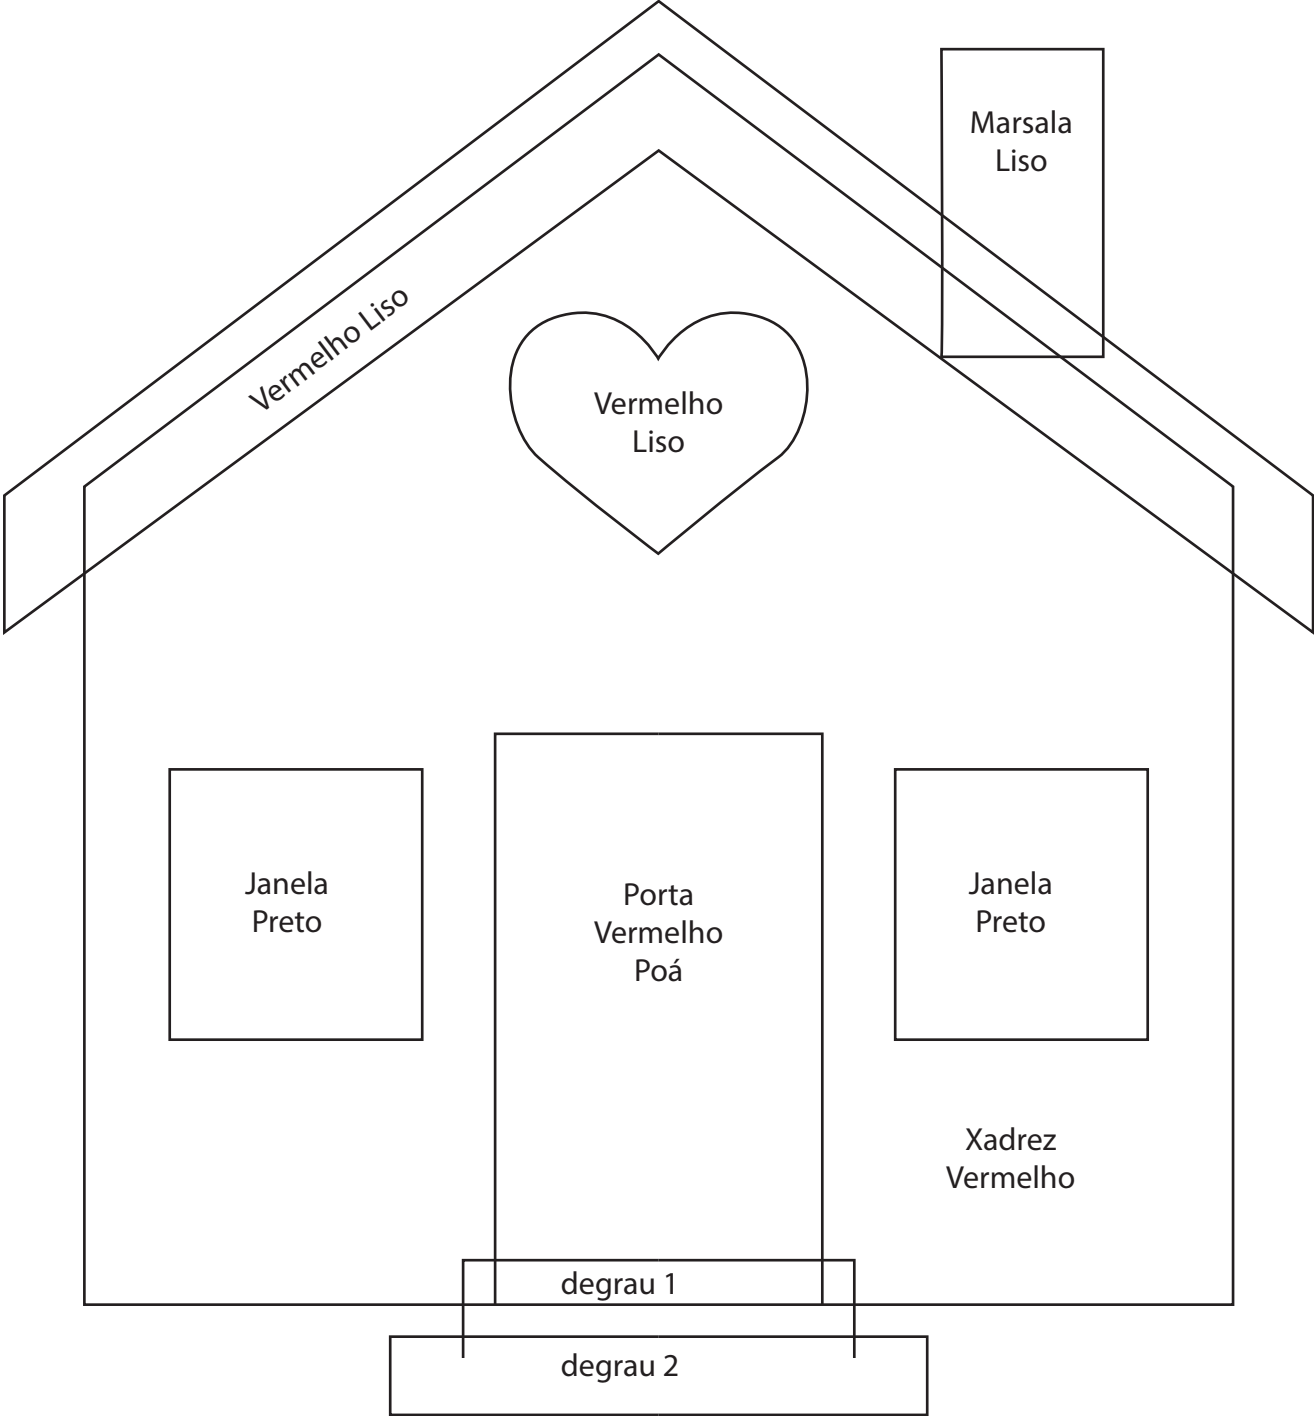 Marsala
Liso
Vermelho Liso
Vermelho
Liso
Janela
Preto
Porta
Vermelho
Poá
Janela
Preto
Xadrez
Vermelho
degrau 1
degrau 2